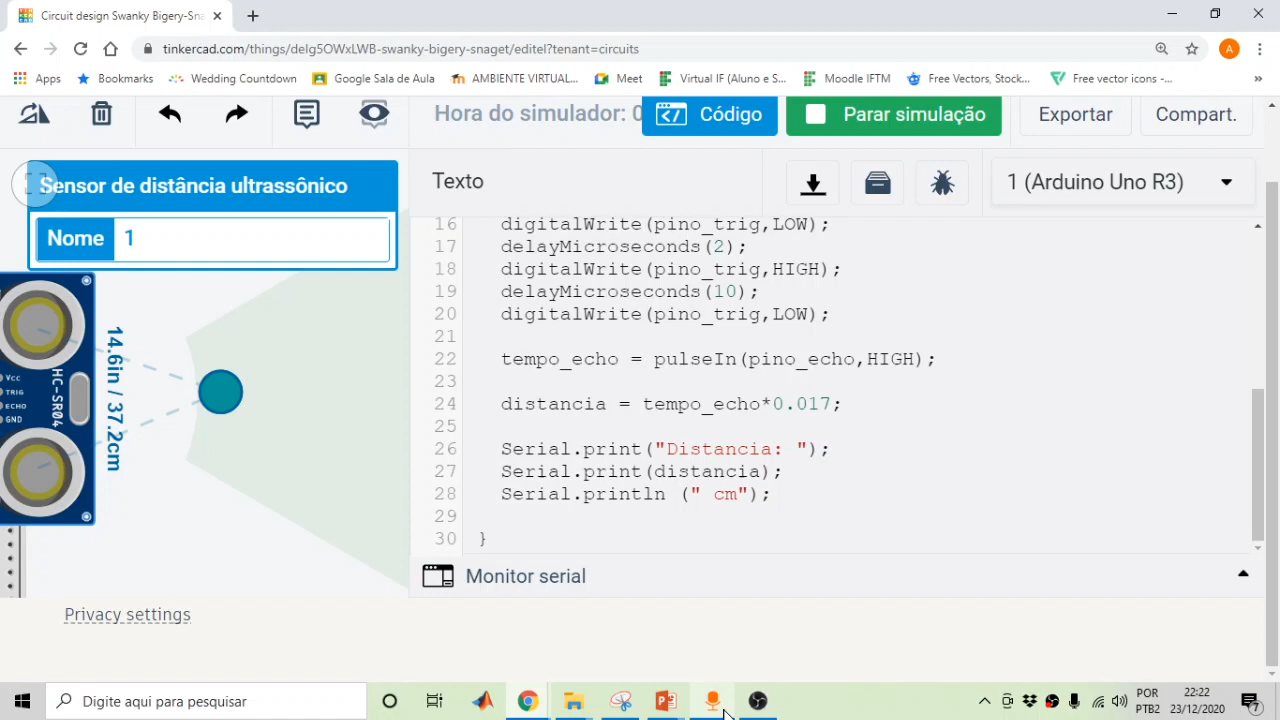 Circuit design Swanky Bigery-Sna
tinkercad.com/things/deIg5OWxLWB-swanky-bigery-snaget/editel?tenant=circuits
A
Apps
Bookmarks
Wedding Countdown
Google Sala de Aula
AMBIENTE VIRTUAL...
Meet
Virtual IF (Aluno e S...
Moodle IFTM
Free Vectors, Stock...
Free vector icons -...
»
Hora do simulador: 0
Código
Parar simulação
Exportar
Compart.
Sensor de distância ultrassônico
Nome 1
Texto
1 (Arduino Uno R3)
14.6in / 37.2cm
HC-SR04
Vcc
TRIG
ECHO
GND
16 digitalWrite(pino_trig,LOW);
17 delayMicroseconds(2);
18 digitalWrite(pino_trig,HIGH);
19 delayMicroseconds(10);
20 digitalWrite(pino_trig,LOW);
21
22 tempo_echo = pulseIn(pino_echo,HIGH);
23
24 distancia = tempo_echo*0.017;
25
26 Serial.print("Distancia: ");
27 Serial.print(distancia);
28 Serial.println (" cm");
29
30 }
Monitor serial
Privacy settings
Digite aqui para pesquisar
POR
PTB2
22:22
23/12/2020
7